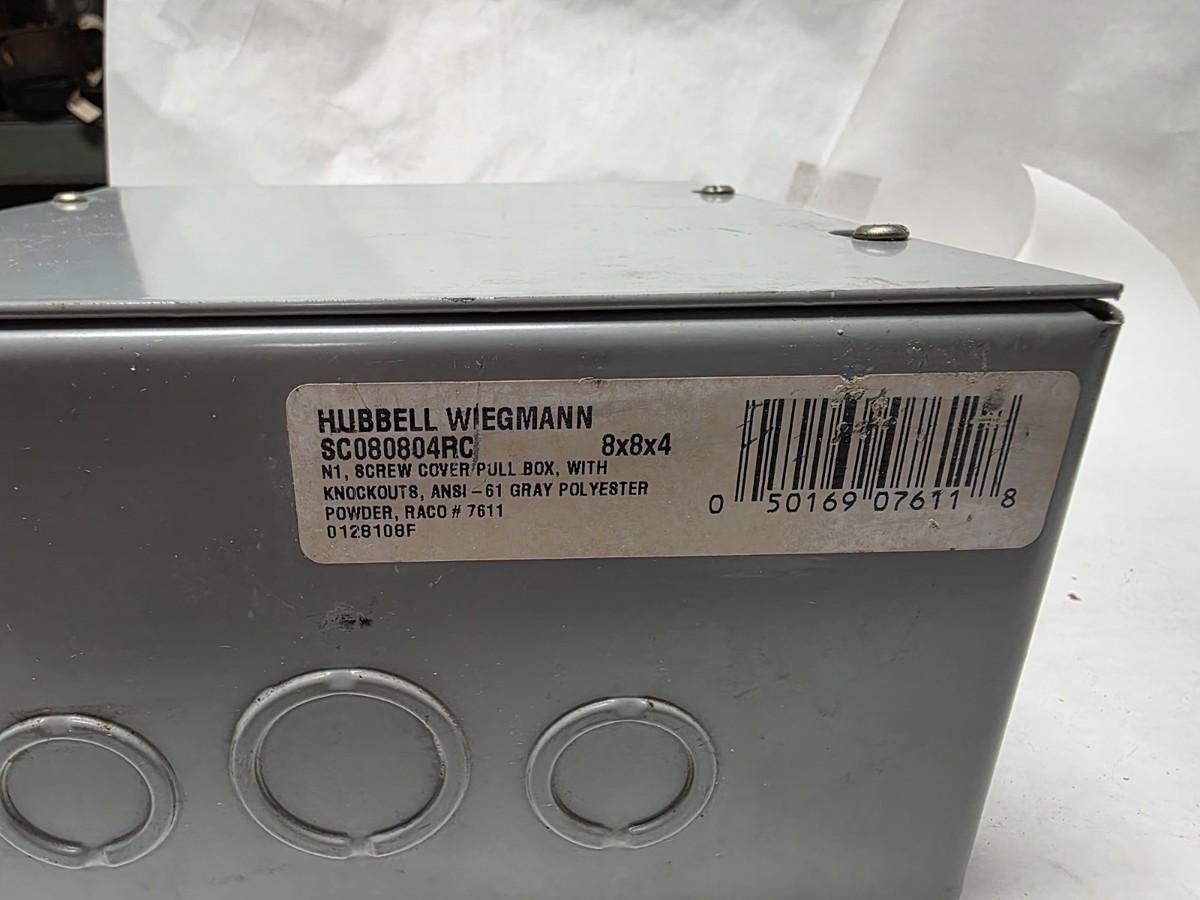 HUBBELL WIEGMANN
SC080804RC 8x8x4
N1, SCREW COVER PULL BOX, WITH
KNOCKOUTS, ANSI-61 GRAY POLYESTER
POWDER, RACO # 7611
0128108F
0 50169 07611 8